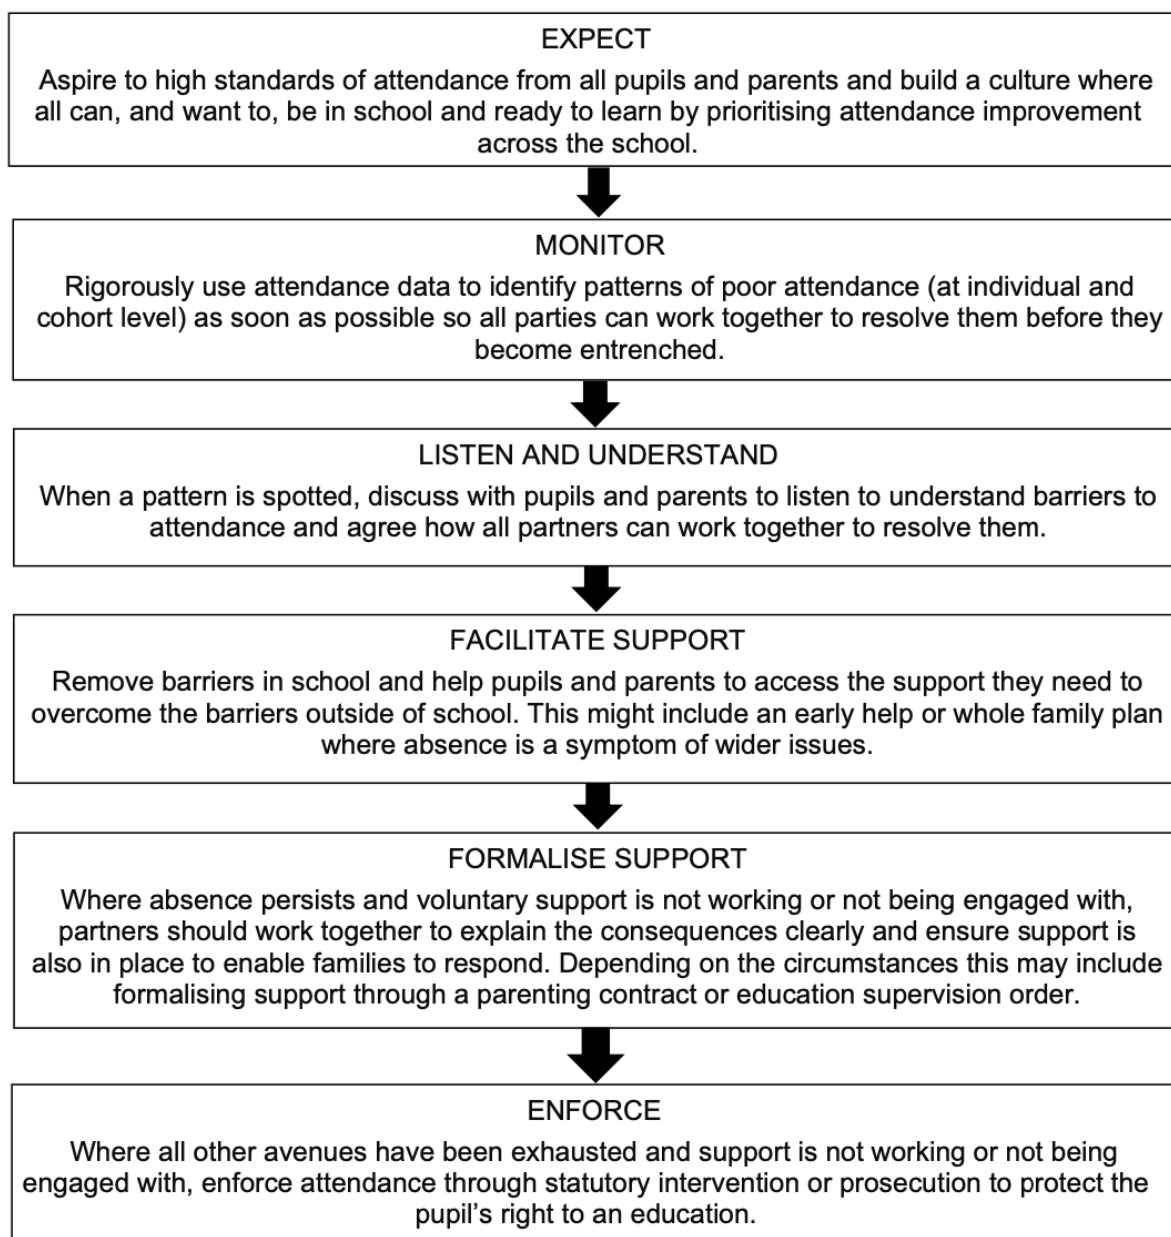 EXPECT
Aspire to high standards of attendance from all pupils and parents and build a culture where
all can, and want to, be in school and ready to learn by prioritising attendance improvement
across the school.
MONITOR
Rigorously use attendance data to identify patterns of poor attendance (at individual and
cohort level) as soon as possible so all parties can work together to resolve them before they
become entrenched.
LISTEN AND UNDERSTAND
When a pattern is spotted, discuss with pupils and parents to listen to understand barriers to
attendance and agree how all partners can work together to resolve them.
FACILITATE SUPPORT
Remove barriers in school and help pupils and parents to access the support they need to
overcome the barriers outside of school. This might include an early help or whole family plan
where absence is a symptom of wider issues.
FORMALISE SUPPORT
Where absence persists and voluntary support is not working or not being engaged with,
partners should work together to explain the consequences clearly and ensure support is
also in place to enable families to respond. Depending on the circumstances this may include
formalising support through a parenting contract or education supervision order.
ENFORCE
Where all other avenues have been exhausted and support is not working or not being
engaged with, enforce attendance through statutory intervention or prosecution to protect the
pupil’s right to an education.